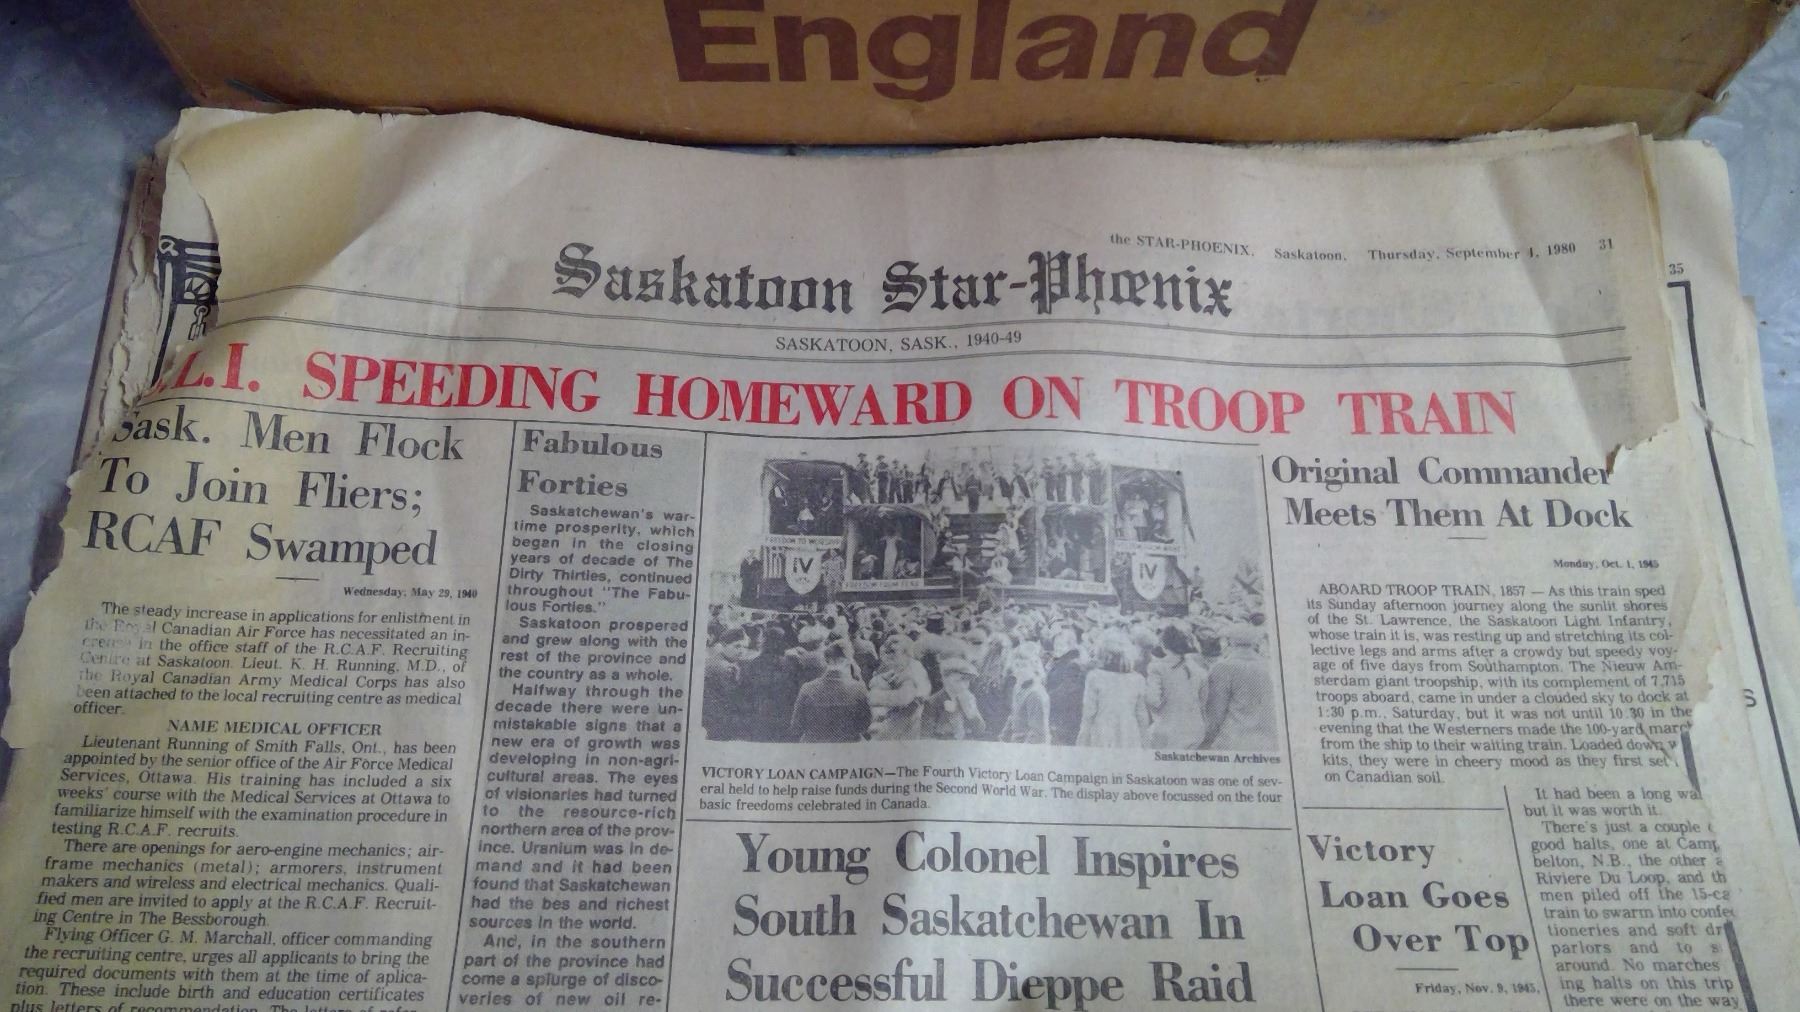 England
the STAR-PHOENIX, Saskatoon, Thursday, September 4, 1980 31
35
Saskatoon Star-Phœnix
SASKATOON, SASK., 1940-49
L.I. SPEEDING HOMEWARD ON TROOP TRAIN
Sask. Men Flock
To Join Fliers;
RCAF Swamped
Wednesday, May 29, 1940
The steady increase in applications for enlistment in
the Royal Canadian Air Force has necessitated an in-
crease in the office staff of the R.C.A.F. Recruiting
Centre at Saskatoon. Lieut. K. H. Running, M.D., of
the Royal Canadian Army Medical Corps has also
been attached to the local recruiting centre as medical
officer.
NAME MEDICAL OFFICER
Lieutenant Running of Smith Falls, Ont., has been
appointed by the senior office of the Air Force Medical
Services, Ottawa. His training has included a six
weeks' course with the Medical Services at Ottawa to
familiarize himself with the examination procedure in
testing R.C.A.F. recruits.
There are openings for aero-engine mechanics; air-
frame mechanics (metal); armorers, instrument
makers and wireless and electrical mechanics. Quali-
fied men are invited to apply at the R.C.A.F. Recruit-
ing Centre in The Bessborough.
Flying Officer G. M. Marchall, officer commanding
the recruiting centre, urges all applicants to bring the
required documents with them at the time of aplica-
tion. These include birth and education certificates
plus letters of recommendation. The letters of refer-
Fabulous
Forties
Saskatchewan's war-
time prosperity, which
began in the closing
years of decade of The
Dirty Thirties, continued
throughout "The Fabu-
lous Forties."
Saskatoon prospered
and grew along with the
rest of the province and
the country as a whole.
Halfway through the
decade there were un-
mistakable signs that a
new era of growth was
developing in non-agri-
cultural areas. The eyes
of visionaries had turned
to the resource-rich
northern area of the prov-
ince. Uranium was in de-
mand and it had been
found that Saskatchewan
had the bes and richest
sources in the world.
And, in the southern
part of the province had
come a splurge of disco-
veries of new oil re-
IV
IV
Saskatchewan Archives
VICTORY LOAN CAMPAIGN—The Fourth Victory Loan Campaign in Saskatoon was one of sev-
eral held to help raise funds during the Second World War. The display above focussed on the four
basic freedoms celebrated in Canada.
Young Colonel Inspires
South Saskatchewan In
Successful Dieppe Raid
Original Commander
Meets Them At Dock
Monday, Oct. 1, 1945
ABOARD TROOP TRAIN, 1857 — As this train sped
its Sunday afternoon journey along the sunlit shores
of the St. Lawrence, the Saskatoon Light Infantry,
whose train it is, was resting up and stretching its col-
lective legs and arms after a crowdy but speedy voy-
age of five days from Southampton. The Nieuw Am-
sterdam giant troopship, with its complement of 7,715
troops aboard, came in under a clouded sky to dock at
1:30 p.m., Saturday, but it was not until 10.30 in the
evening that the Westerners made the 100-yard march
from the ship to their waiting train. Loaded down w
kits, they were in cheery mood as they first set
on Canadian soil.
Victory
Loan Goes
Over Top
Friday, Nov. 9, 1945,
It had been a long wa
but it was worth it.
There's just a couple
good halts, one at Camp
belton, N.B., the other a
Riviere Du Loop, and th
men piled off the 15-ca
train to swarm into confec
tioneries and soft dr
parlors and to s
around. No marches
ing halts on this trip
there were on the way